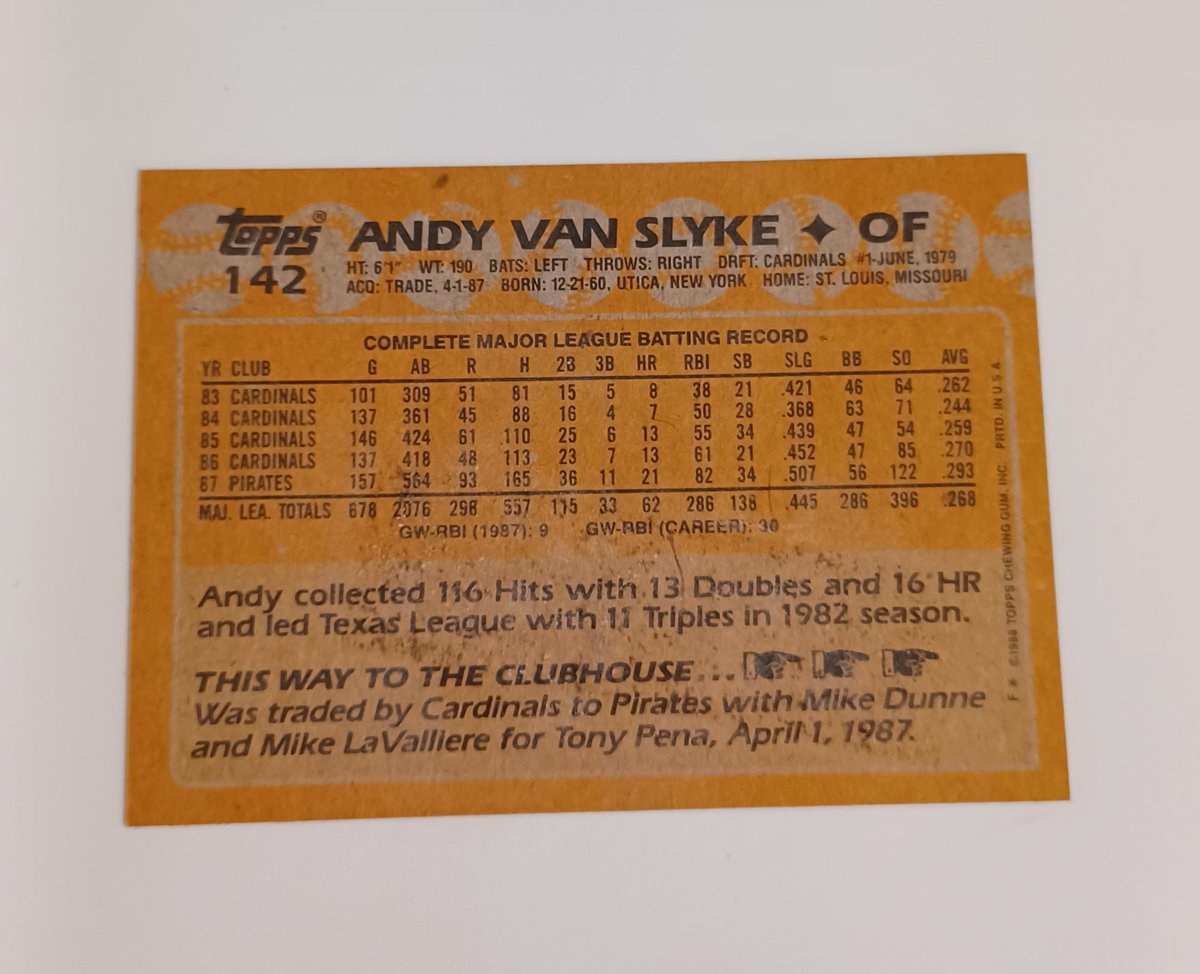 Topps® ANDY VAN SLYKE ✦ OF
142 HT: 6'1" WT: 190 BATS: LEFT THROWS: RIGHT DRFT: CARDINALS #1-JUNE, 1979
ACQ: TRADE, 4-1-87 BORN: 12-21-60, UTICA, NEW YORK HOME: ST. LOUIS, MISSOURI
COMPLETE MAJOR LEAGUE BATTING RECORD
YR CLUB G AB R H 2B 3B HR RBI SB SLG BB SO AVG
83 CARDINALS 101 309 51 81 15 5 8 38 21 .421 46 64 .262
84 CARDINALS 137 361 45 88 16 4 7 50 28 .368 63 71 .244
85 CARDINALS 146 424 61 110 25 6 13 55 34 .439 47 54 .259
86 CARDINALS 137 418 48 113 23 7 13 61 21 .452 47 85 .270
87 PIRATES 157 564 93 165 36 11 21 82 34 .507 56 122 .293
MAJ. LEA. TOTALS 678 2076 298 557 115 33 62 286 138 .445 286 396 .268
GW-RBI (1987): 9 GW-RBI (CAREER): 30
Andy collected 116 Hits with 13 Doubles and 16 HR
and led Texas League with 11 Triples in 1982 season.
THIS WAY TO THE CLUBHOUSE...
Was traded by Cardinals to Pirates with Mike Dunne
and Mike LaValliere for Tony Pena, April 1, 1987.
F* ©1988 TOPPS CHEWING GUM, INC. PRTD. IN U.S.A.